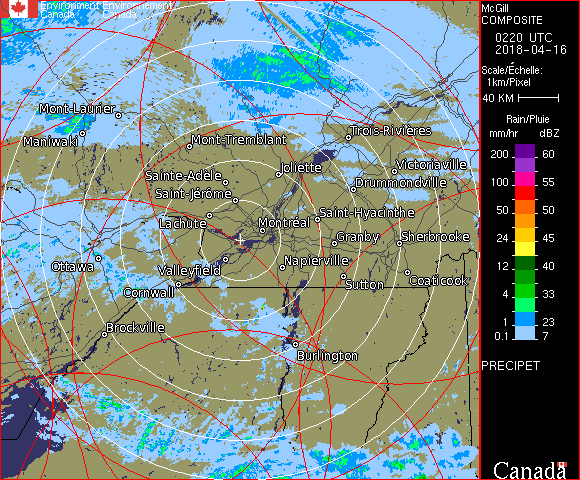 Environment Environnement
Canada Canada
McGill
COMPOSITE
0220 UTC
2018-04-16
Scale/Échelle:
1km/Pixel
40 KM
Rain/Pluie
mm/hr dBZ
200 60
100 55
50 50
24 45
12 40
4 33
1 23
0.1 7
PRECIPET
Canada
Mont-Laurier
Maniwaki
Mont-Tremblant
Trois-Rivières
Sainte-Adèle
Joliette
Victoriaville
Saint-Jérôme
Drummondville
Lachute
Montréal
Saint-Hyacinthe
Granby
Sherbrooke
Ottawa
Valleyfield
Napierville
Cornwall
Sutton
Coaticook
Brockville
Burlington